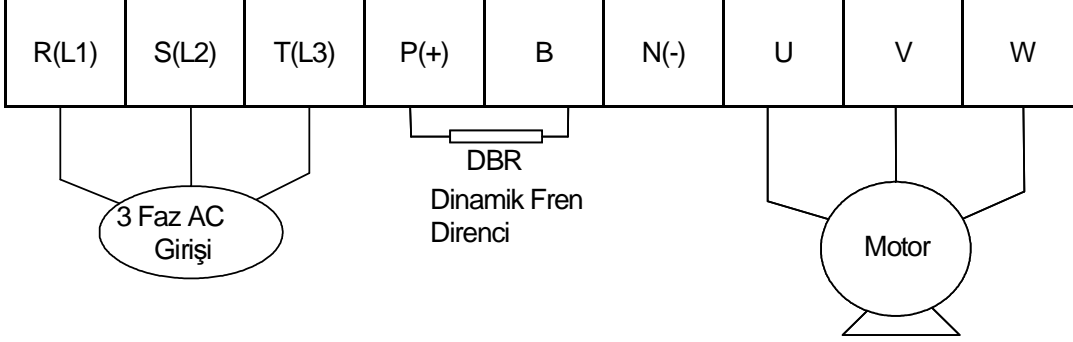 R(L1) S(L2) T(L3) P(+) B N(-) U V W
DBR
Dinamik Fren
Direnci
3 Faz AC
Girişi
Motor